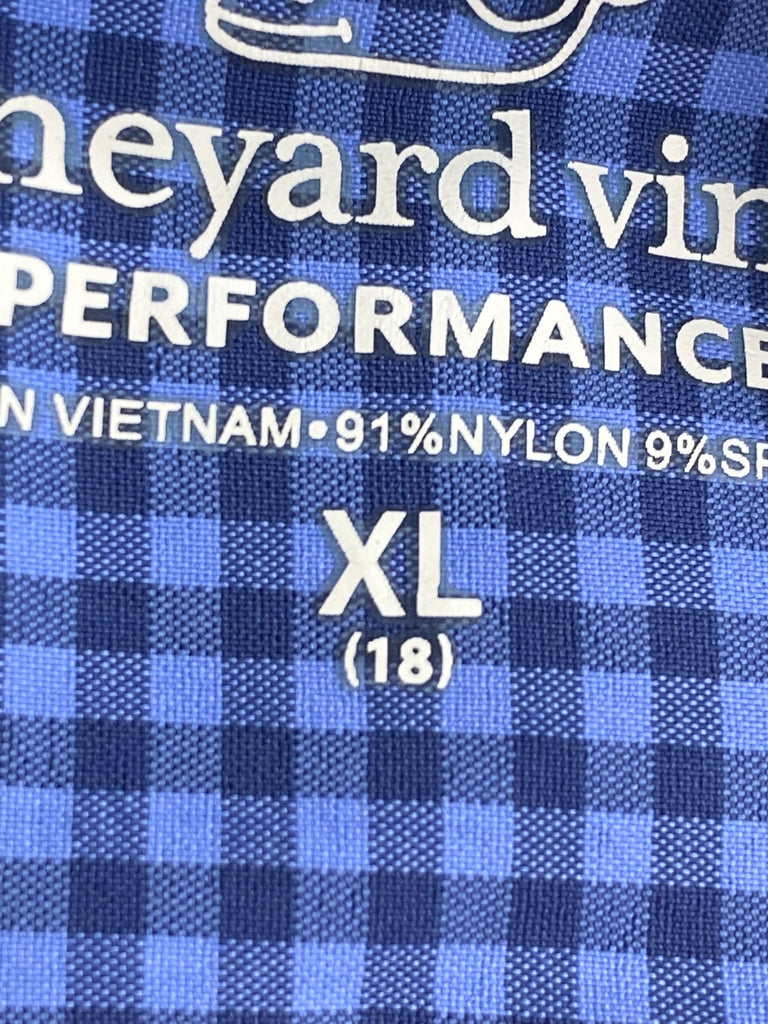 neyard vin
PERFORMANCE
N VIETNAM•91%NYLON 9%SP
XL
(18)